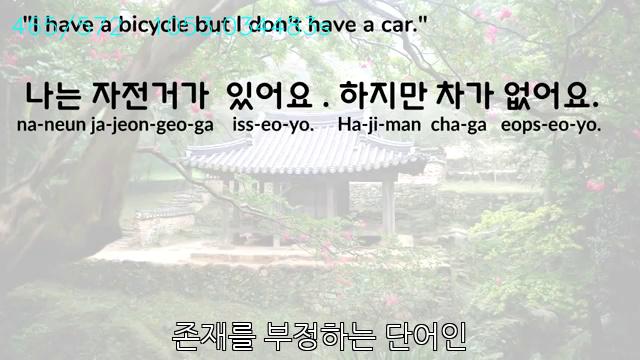 "I have a bicycle but I don't have a car."
나는 자전거가 있어요 . 하지만 차가 없어요.
na-neun ja-jeon-geo-ga iss-eo-yo. Ha-ji-man cha-ga eops-eo-yo.
존재를 부정하는 단어인